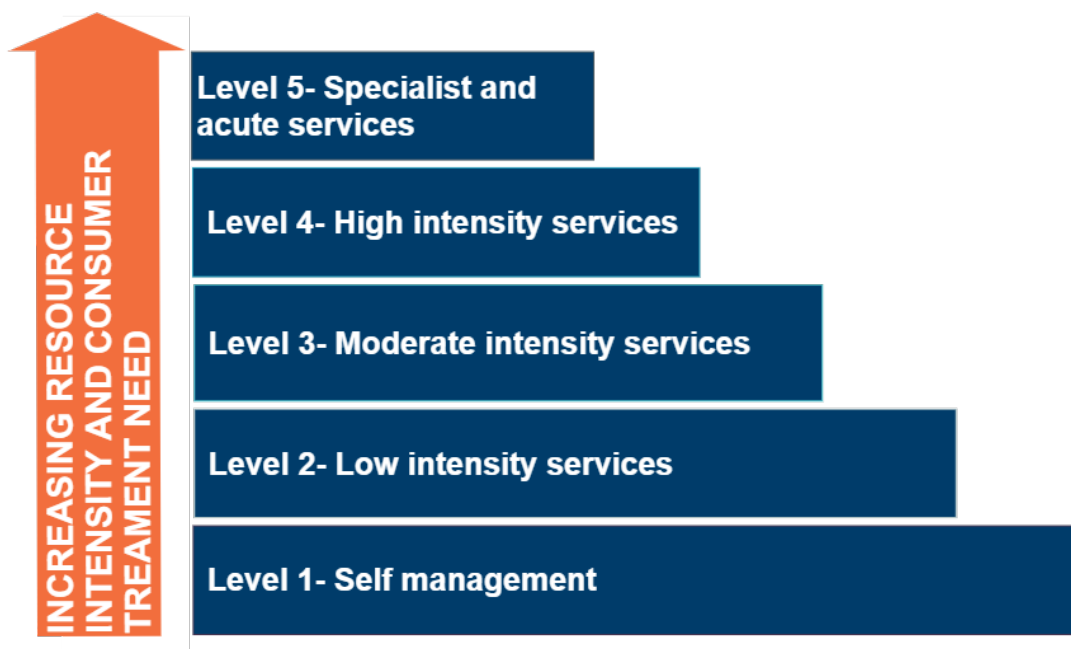 INCREASING RESOURCE
INTENSITY AND CONSUMER
TREAMENT NEED
Level 5- Specialist and
acute services
Level 4- High intensity services
Level 3- Moderate intensity services
Level 2- Low intensity services
Level 1- Self management